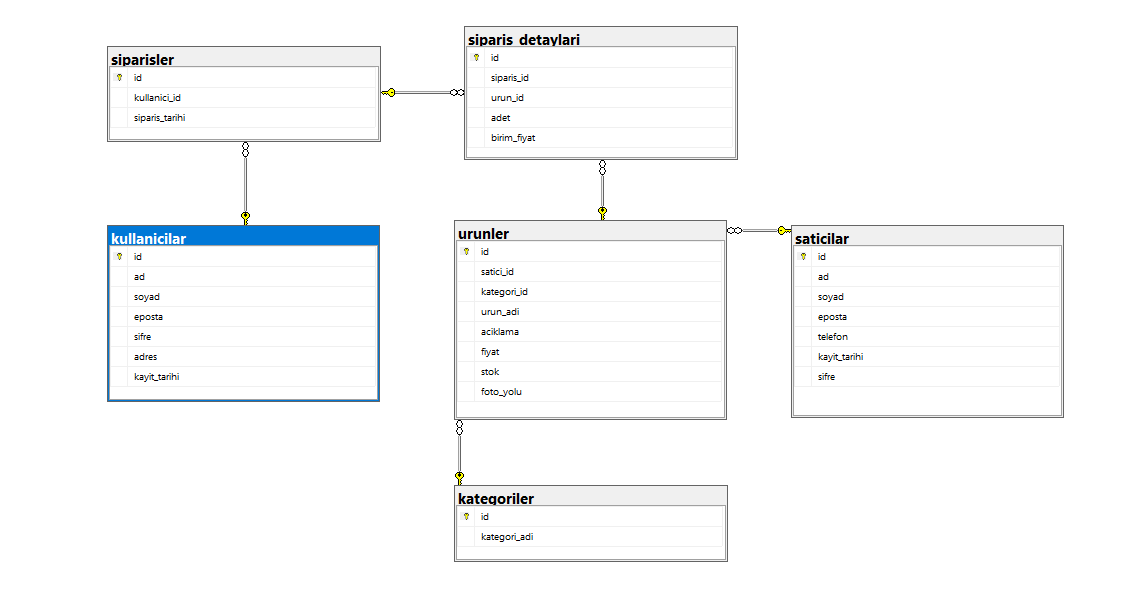 siparisler
id
kullanici_id
siparis_tarihi
siparis_detaylari
id
siparis_id
urun_id
adet
birim_fiyat
kullanicilar
id
ad
soyad
eposta
sifre
adres
kayit_tarihi
urunler
id
satici_id
kategori_id
urun_adi
aciklama
fiyat
stok
foto_yolu
saticilar
id
ad
soyad
eposta
telefon
kayit_tarihi
sifre
kategoriler
id
kategori_adi